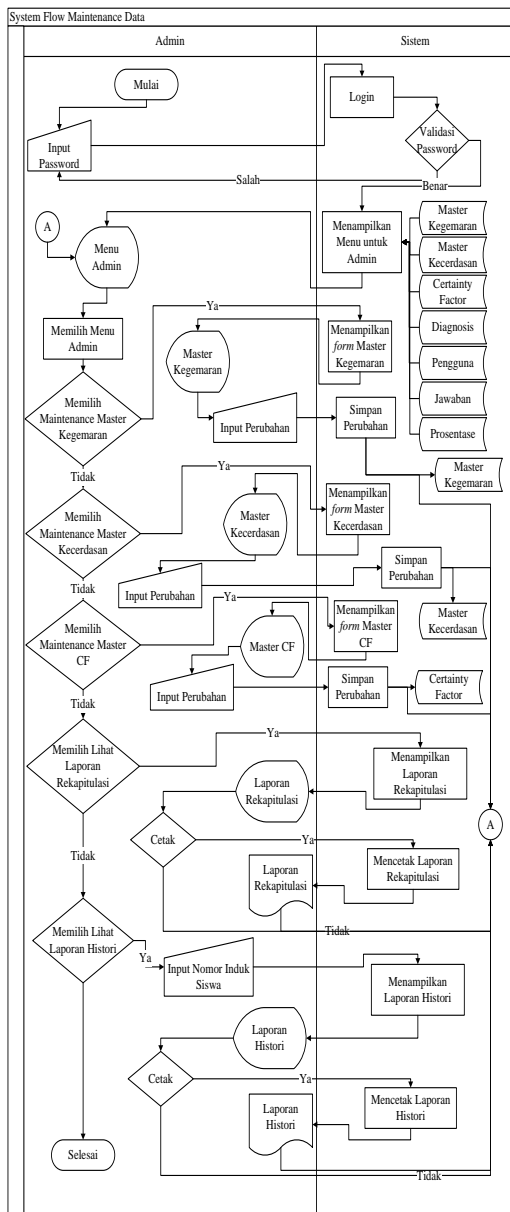 System Flow Maintenance Data
Admin
Sistem
Mulai
Login
Input
Password
Validasi
Password
Salah
Benar
A
Menu
Admin
Menampilkan
Menu untuk
Admin
Master
Kegemaran
Master
Kecerdasan
Certainty
Factor
Diagnosis
Pengguna
Jawaban
Prosentase
Memilih Menu
Admin
Ya
Menampilkan
form Master
Kegemaran
Master
Kegemaran
Memilih
Maintenance Master
Kegemaran
Input Perubahan
Simpan
Perubahan
Master
Kegemaran
Tidak
Ya
Memilih
Maintenance Master
Kecerdasan
Menampilkan
form Master
Kecerdasan
Master
Kecerdasan
Input Perubahan
Simpan
Perubahan
Master
Kecerdasan
Tidak
Ya
Memilih
Maintenance Master
CF
Menampilkan
form Master
CF
Master CF
Input Perubahan
Simpan
Perubahan
Certainty
Factor
Tidak
Ya
Memilih Lihat
Laporan
Rekapitulasi
Menampilkan
Laporan
Rekapitulasi
Laporan
Rekapitulasi
A
Cetak
Ya
Mencetak Laporan
Rekapitulasi
Laporan
Rekapitulasi
Tidak
Tidak
Memilih Lihat
Laporan Histori
Ya
Input Nomor Induk
Siswa
Menampilkan
Laporan Histori
Laporan
Histori
Cetak
Ya
Mencetak Laporan
Histori
Laporan
Histori
Tidak
Selesai